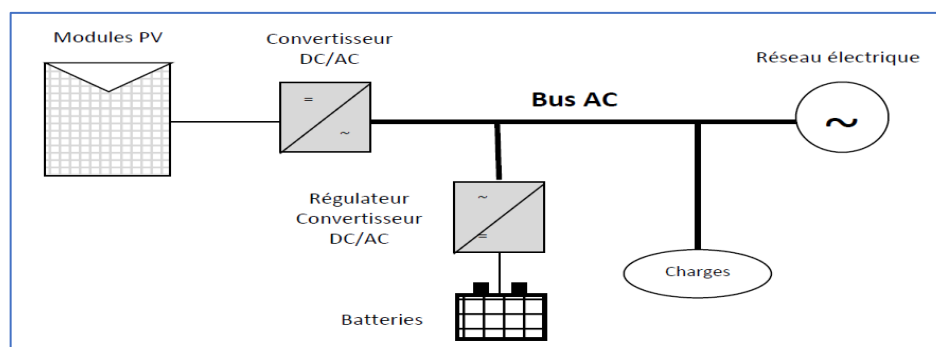 Modules PV
Convertisseur
DC/AC
=
~
Bus AC
Réseau électrique
~
Régulateur
Convertisseur
DC/AC
~
=
Charges
Batteries